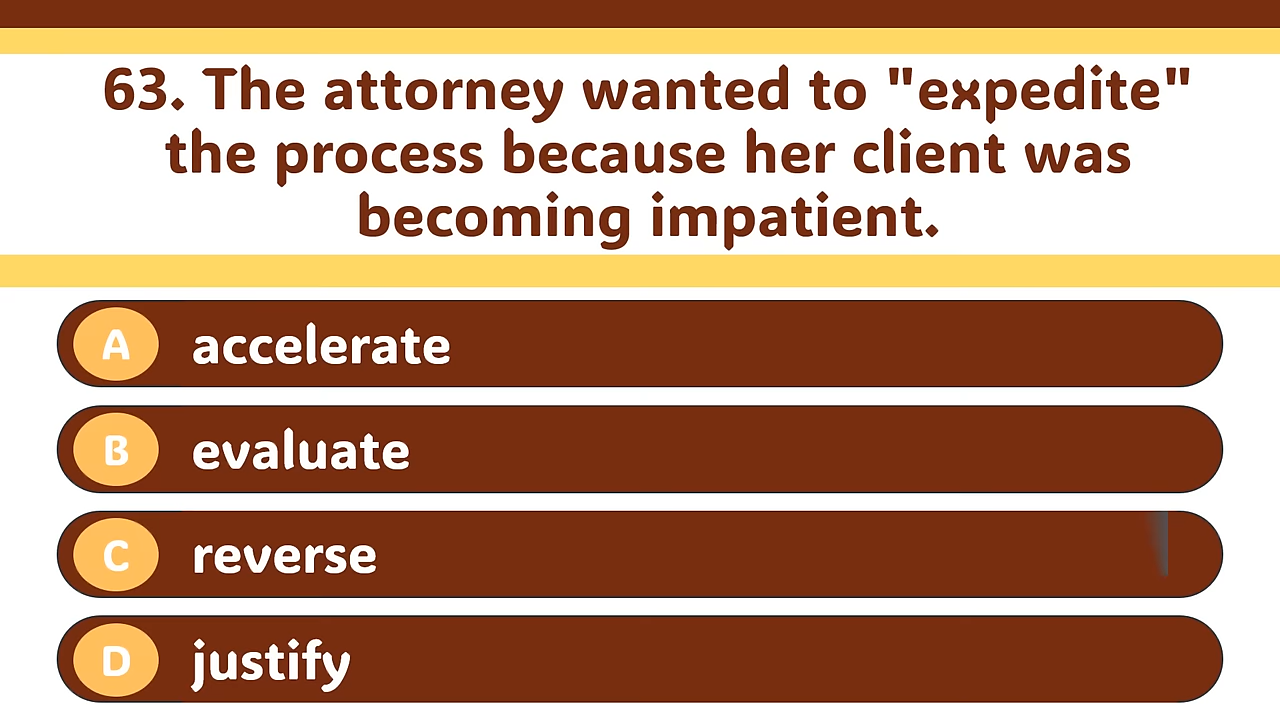 63. The attorney wanted to "expedite"
the process because her client was
becoming impatient.
A accelerate
B evaluate
C reverse
D justify